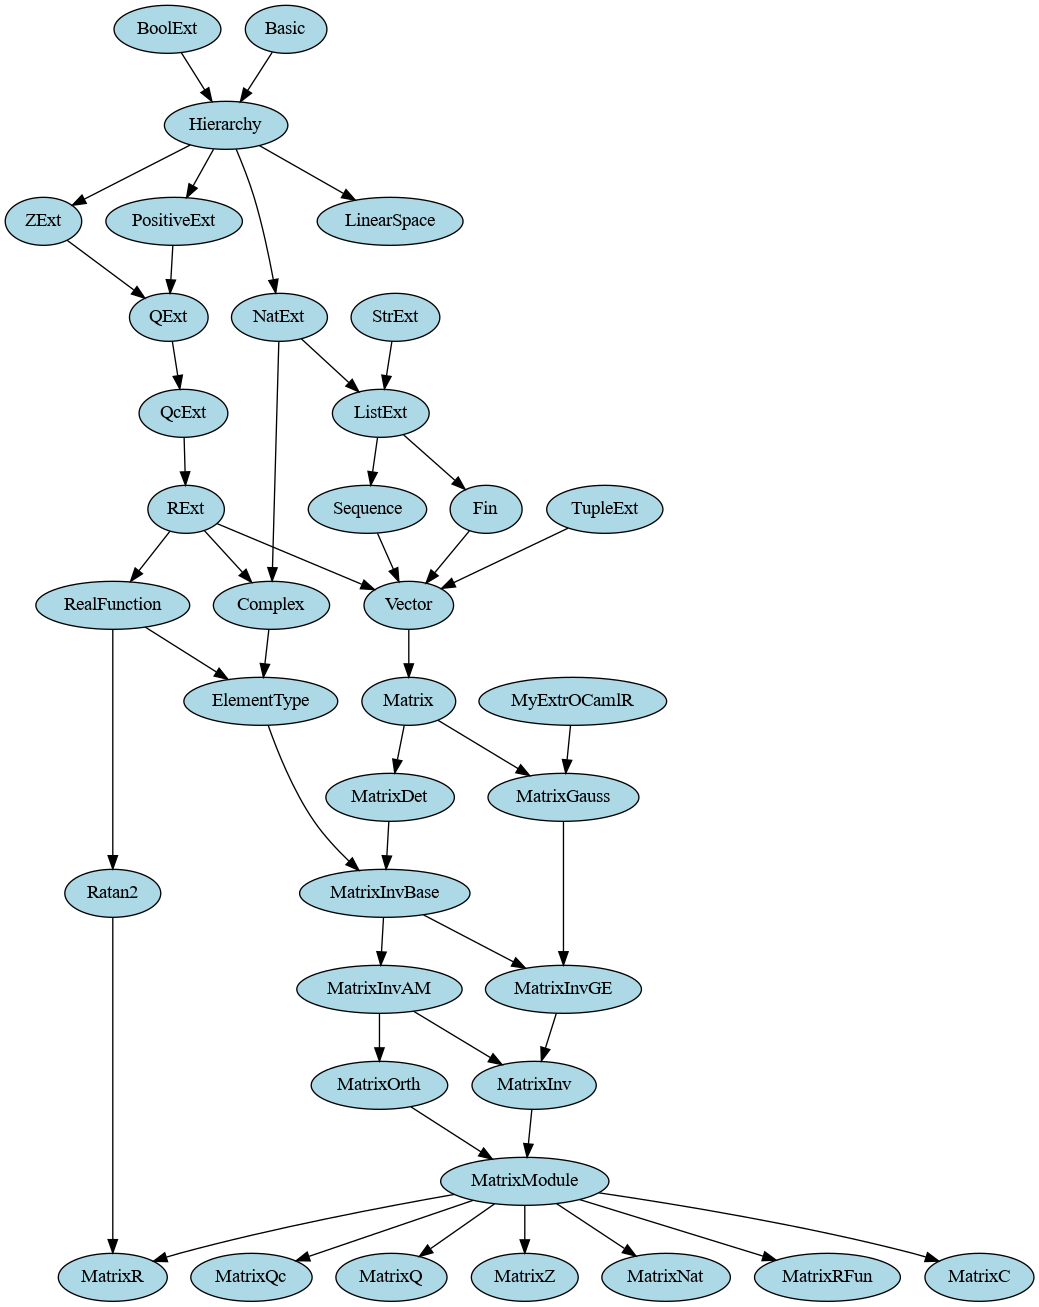 BoolExt
Basic
Hierarchy
ZExt
PositiveExt
LinearSpace
QExt
NatExt
StrExt
QcExt
ListExt
RExt
Sequence
Fin
TupleExt
RealFunction
Complex
Vector
ElementType
Matrix
MyExtrOCamlR
MatrixDet
MatrixGauss
Ratan2
MatrixInvBase
MatrixInvAM
MatrixInvGE
MatrixOrth
MatrixInv
MatrixModule
MatrixR
MatrixQc
MatrixQ
MatrixZ
MatrixNat
MatrixRFun
MatrixC